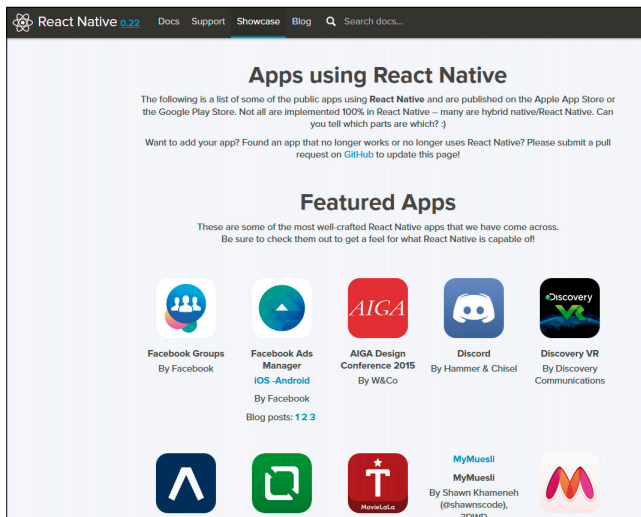 React Native 0.22 Docs Support Showcase Blog Search docs...
Apps using React Native
The following is a list of some of the public apps using React Native and are published on the Apple App Store or
the Google Play Store. Not all are implemented 100% in React Native -- many are hybrid native/React Native. Can
you tell which parts are which? :)
Want to add your app? Found an app that no longer works or no longer uses React Native? Please submit a pull
request on GitHub to update this page!
Featured Apps
These are some of the most well-crafted React Native apps that we have come across.
Be sure to check them out to get a feel for what React Native is capable of!
AIGA
Discovery
VR
Facebook Groups
By Facebook
Facebook Ads
Manager
iOS -Android
By Facebook
Blog posts: 1 2 3
AIGA Design
Conference 2015
By W&Co
Discord
By Hammer & Chisel
Discovery VR
By Discovery
Communications
MovieLaLa
MyMuesli
MyMuesli
By Shawn Khameneh
(@shawnscode),